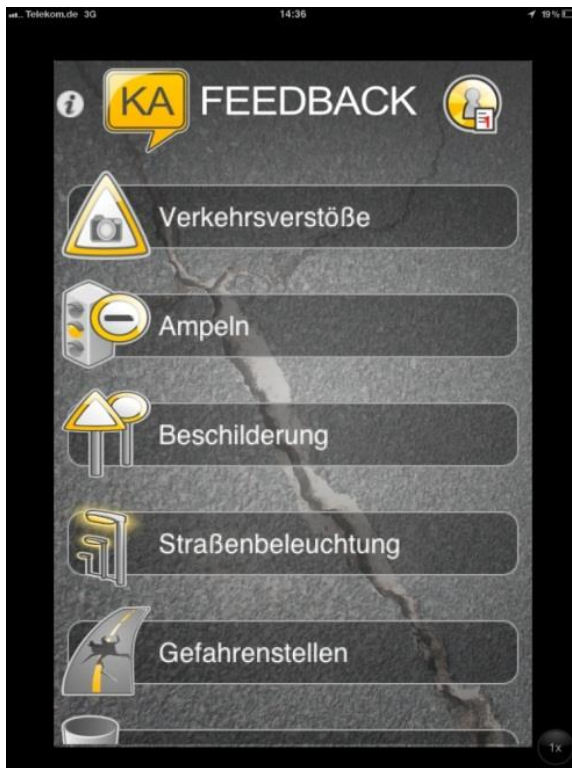 Telekom.de 3G 14:36 19%
i KA FEEDBACK
Verkehrsverstöße
Ampeln
Beschilderung
Straßenbeleuchtung
Gefahrenstellen
1x